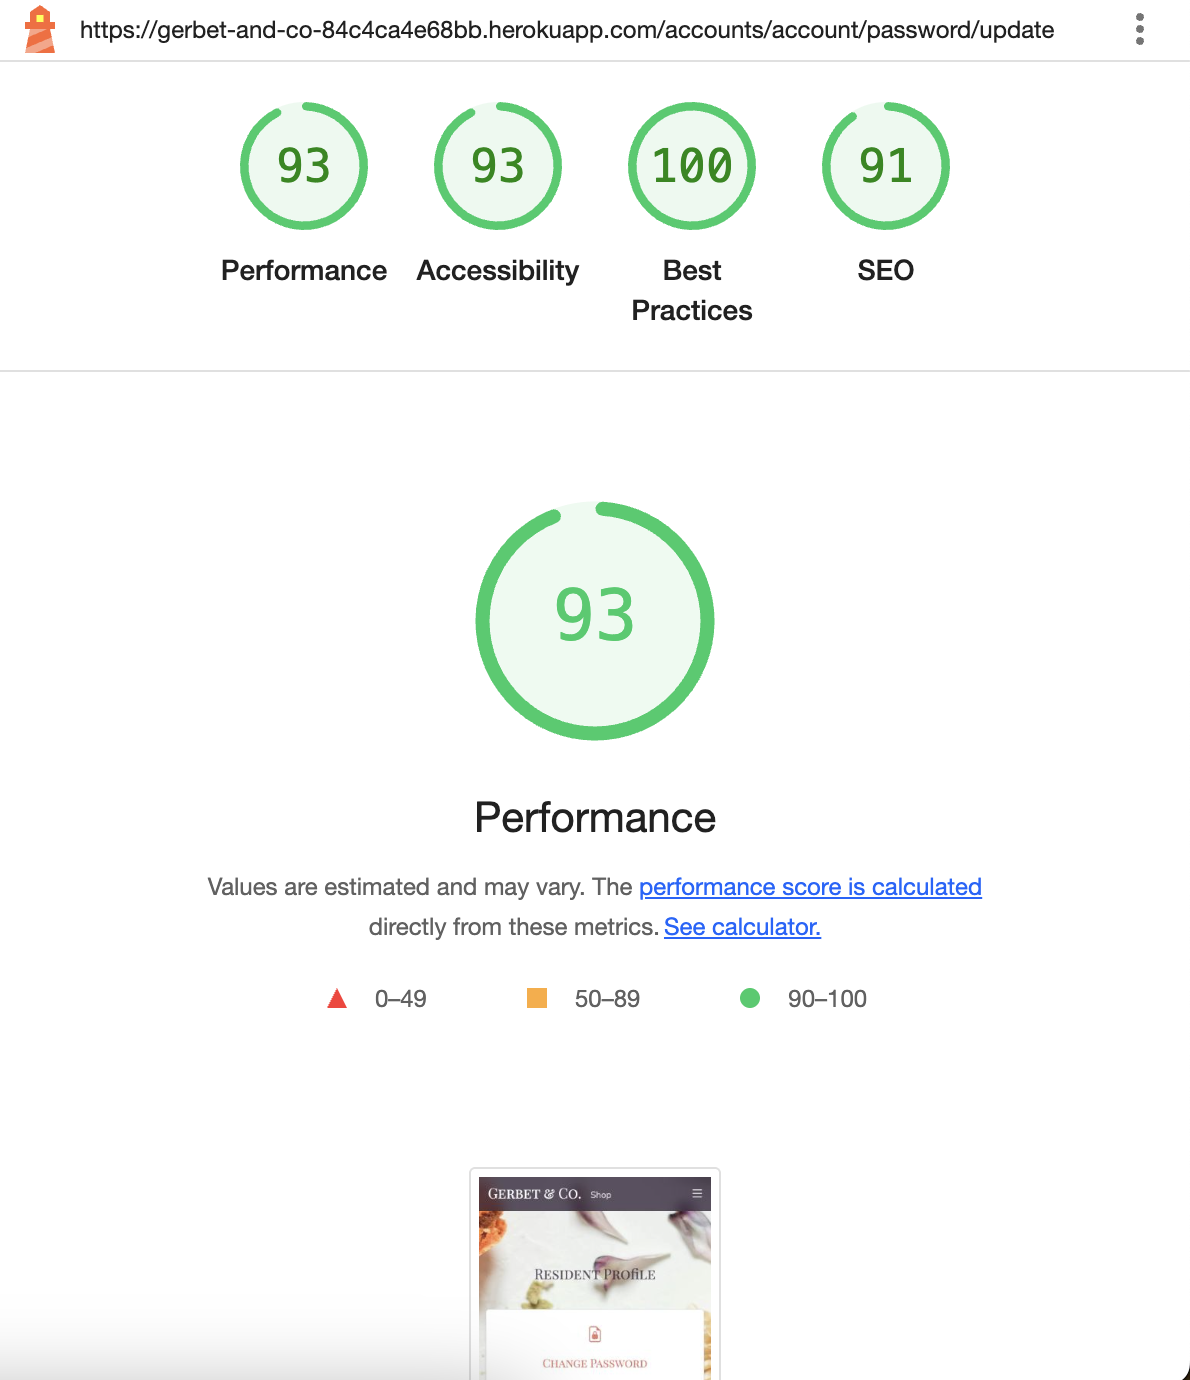 https://gerbet-and-co-84c4ca4e68bb.herokuapp.com/accounts/account/password/update
93
93
100
91
Performance
Accessibility
Best
Practices
SEO
93
Performance
Values are estimated and may vary. The performance score is calculated
directly from these metrics. See calculator.
0–49
50–89
90–100
GERBET & CO. Shop
RESIDENT PROfiLE
CHANGE PASSWORD